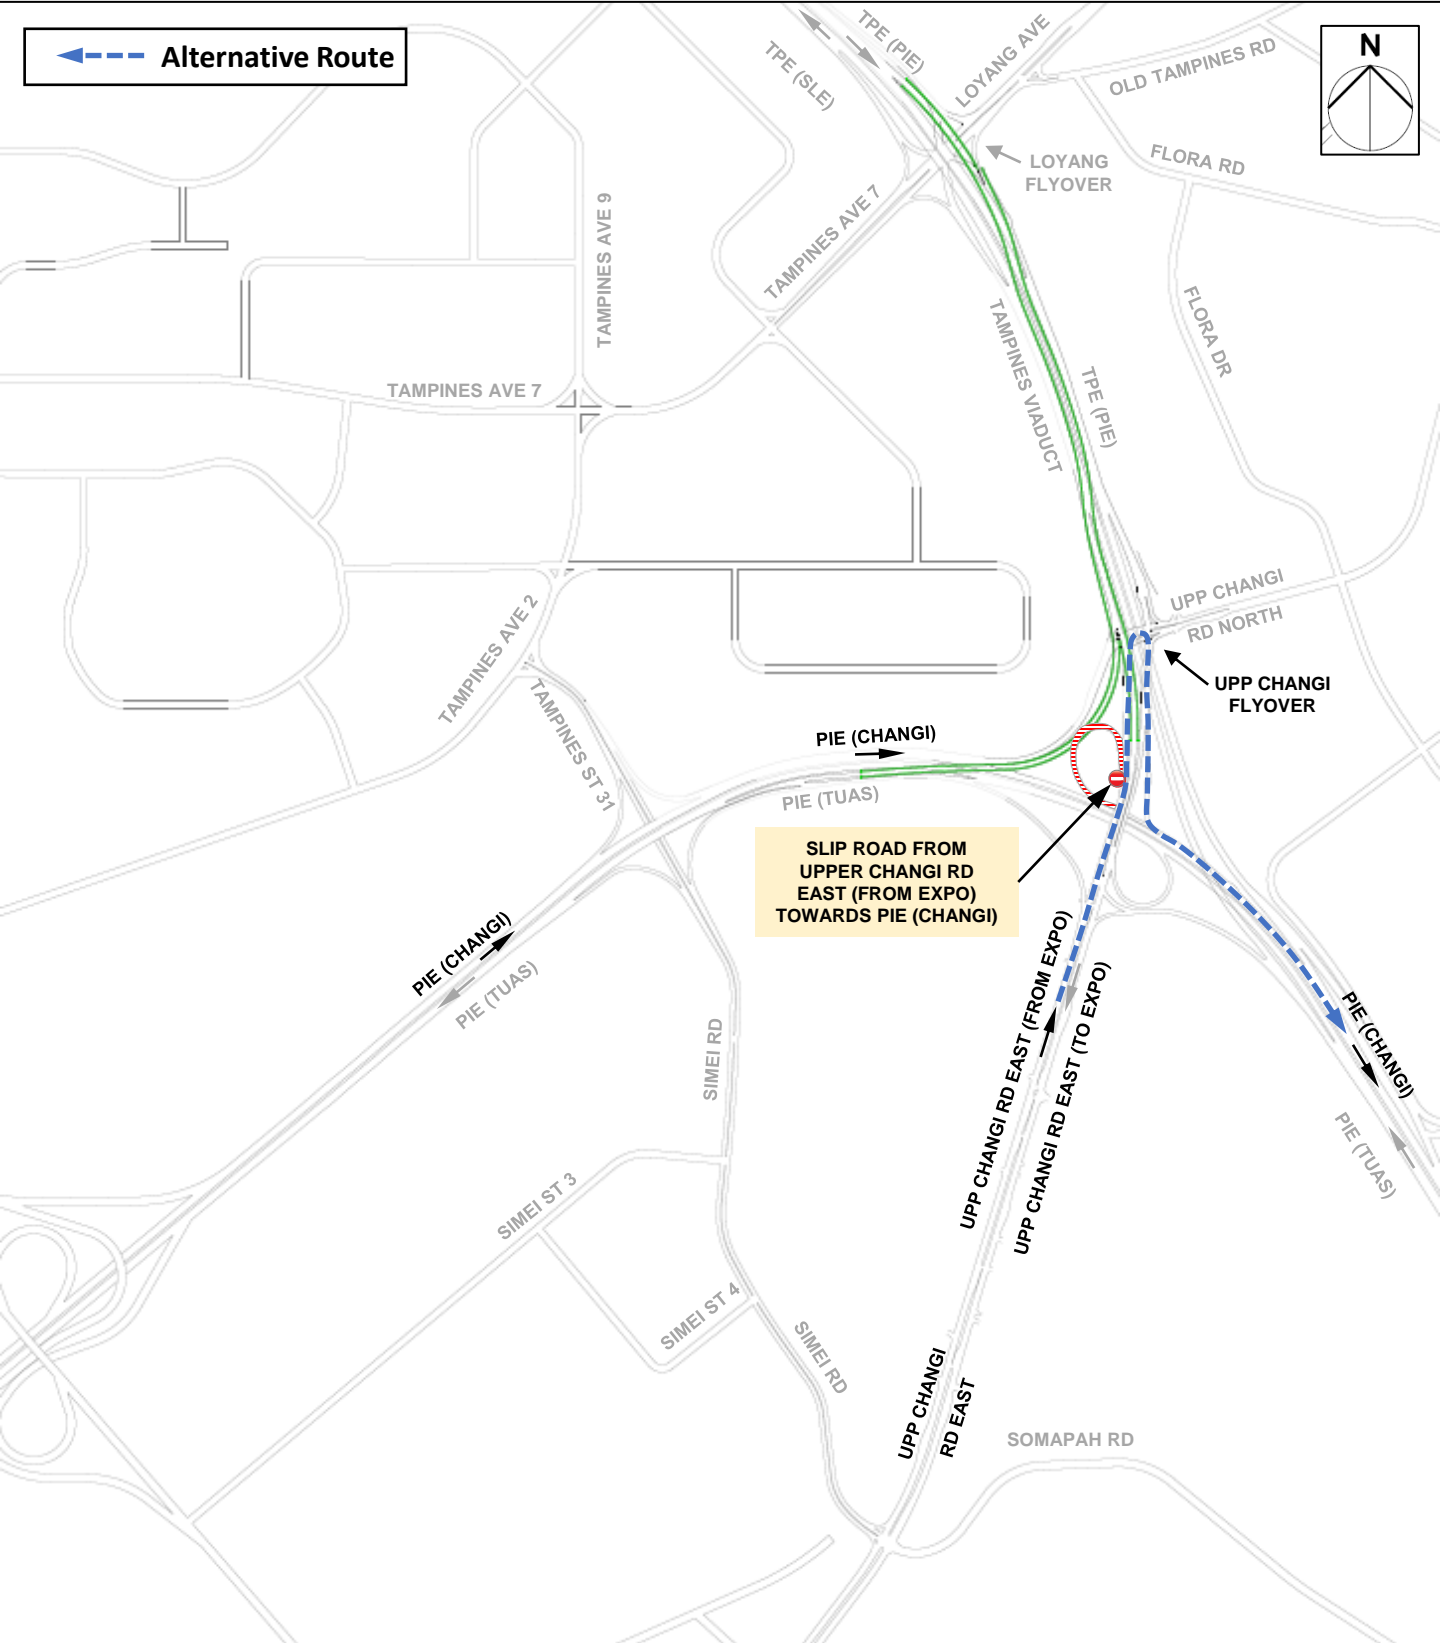 Alternative Route
N
TPE (PIE)
TPE (SLE)
LOYANG AVE
OLD TAMPINES RD
LOYANG
FLYOVER
FLORA RD
TAMPINES AVE 9
TAMPINES AVE 7
FLORA DR
TAMPINES VIADUCT
TPE (PIE)
TAMPINES AVE 7
UPP CHANGI
RD NORTH
TAMPINES AVE 2
TAMPINES ST 31
UPP CHANGI
FLYOVER
PIE (CHANGI)
PIE (TUAS)
SLIP ROAD FROM
UPPER CHANGI RD
EAST (FROM EXPO)
TOWARDS PIE (CHANGI)
PIE (CHANGI)
PIE (TUAS)
UPP CHANGI RD EAST (FROM EXPO)
UPP CHANGI RD EAST (TO EXPO)
PIE (CHANGI)
PIE (TUAS)
SIMEI RD
SIMEI ST 3
SIMEI ST 4
SIMEI RD
UPP CHANGI
RD EAST
SOMAPAH RD